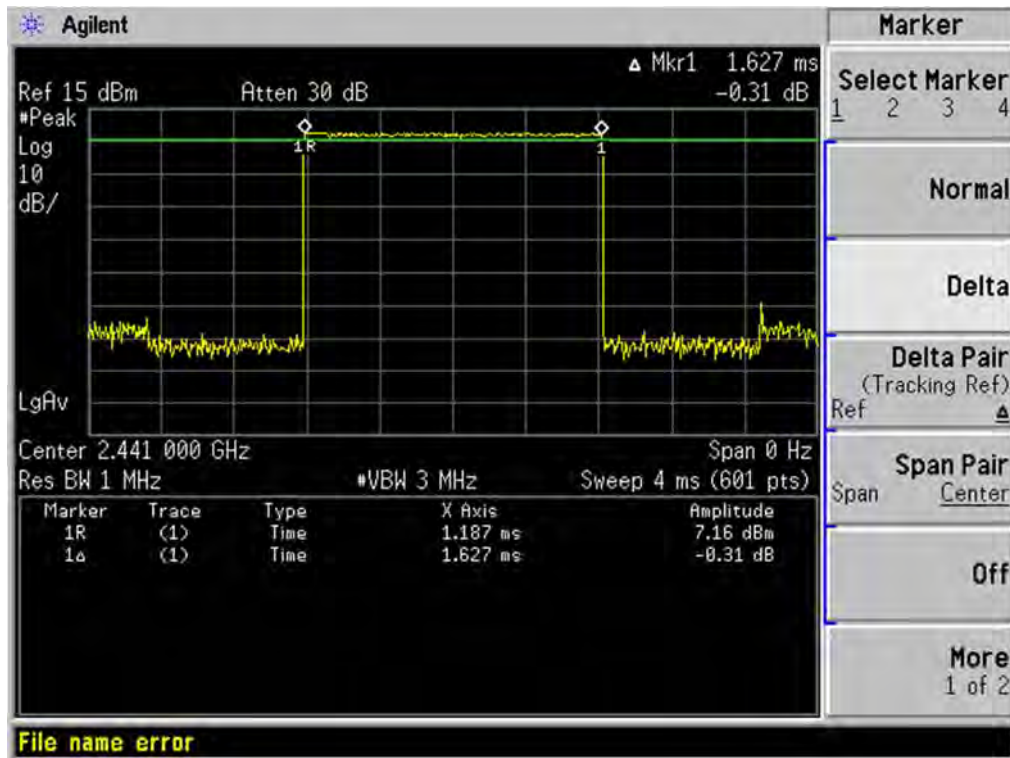 Agilent
Marker
Δ Mkr1 1.627 ms
Ref 15 dBm Atten 30 dB -0.31 dB
#Peak
Log
10
dB/
1R
1
LgAv
Center 2.441 000 GHz Span 0 Hz
Res BW 1 MHz #VBW 3 MHz Sweep 4 ms (601 pts)
Marker Trace Type X Axis Amplitude
1R (1) Time 1.187 ms 7.16 dBm
1Δ (1) Time 1.627 ms -0.31 dB
Select Marker
1 2 3 4
Normal
Delta
Delta Pair
(Tracking Ref)
Ref Δ
Span Pair
Span Center
Off
More
1 of 2
File name error